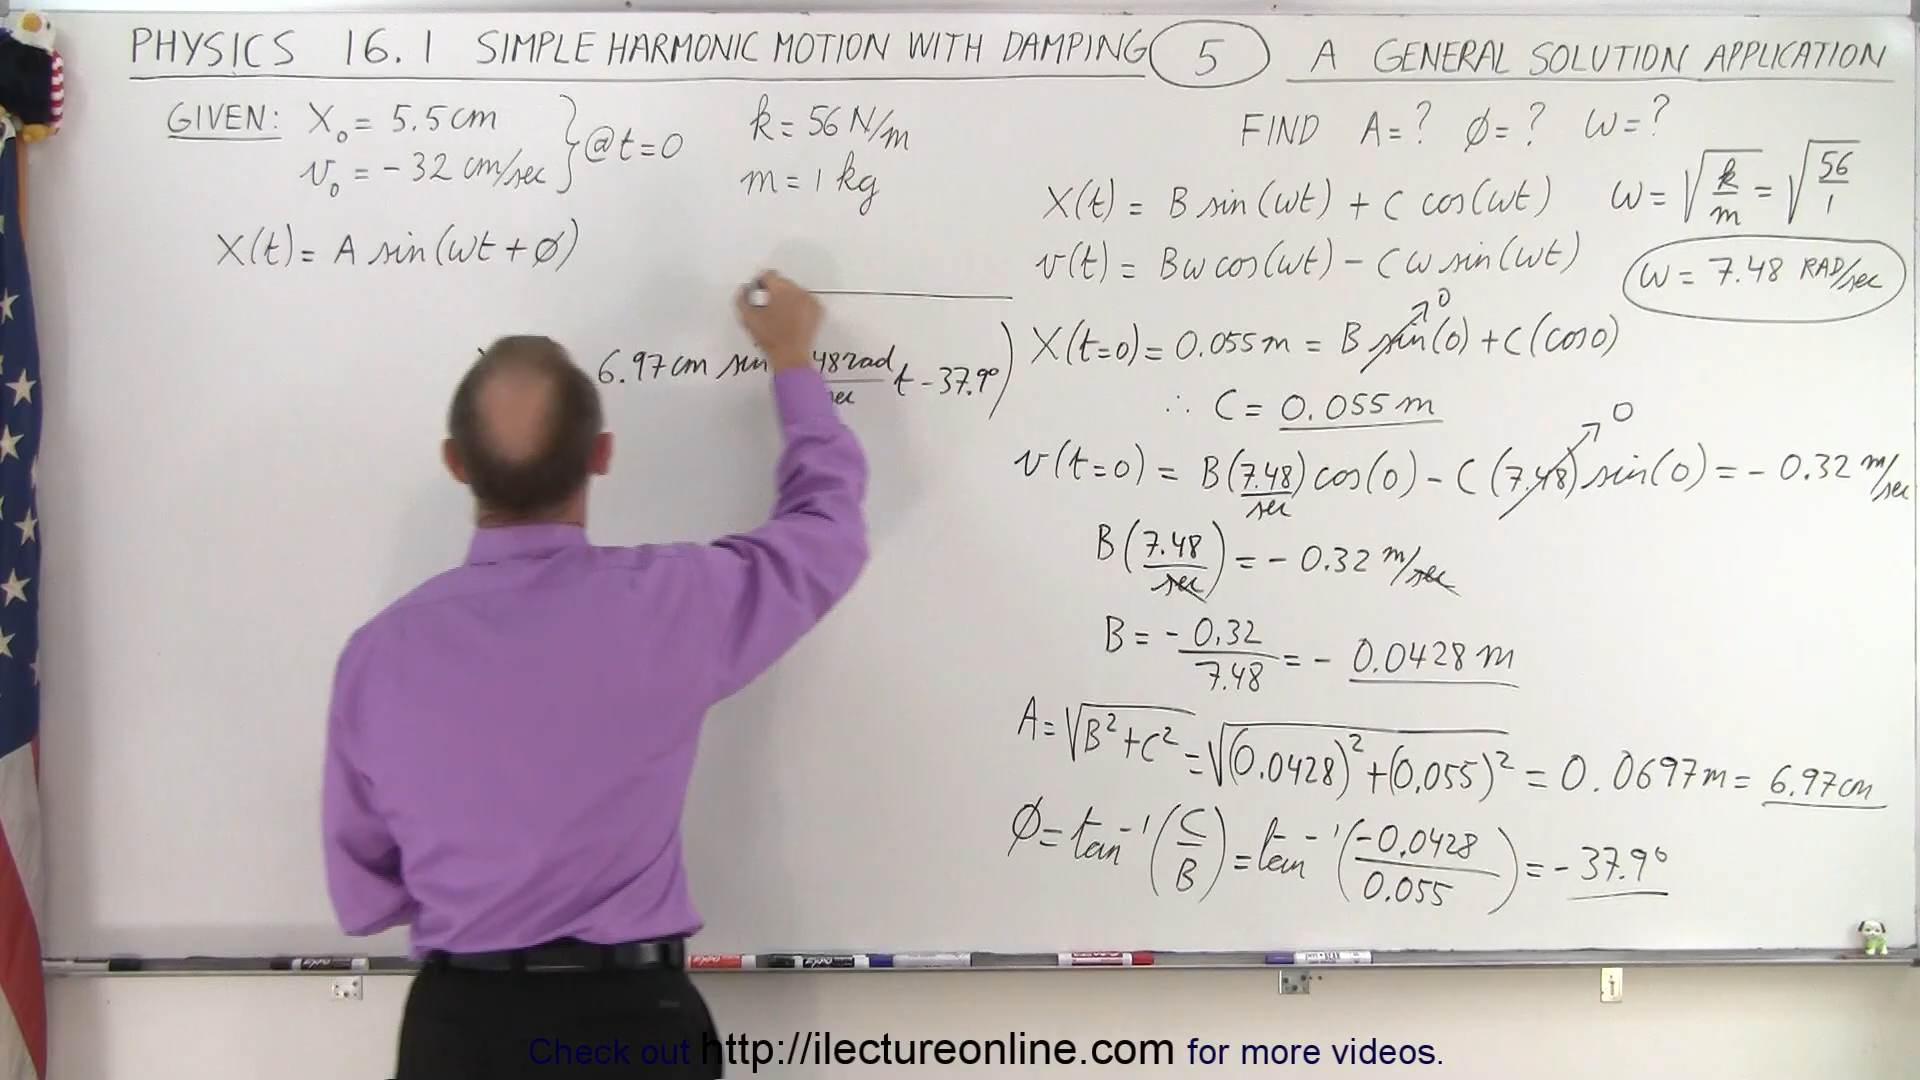 PHYSICS 16.1 SIMPLE HARMONIC MOTION WITH DAMPING 5 A GENERAL SOLUTION APPLICATION
GIVEN: X₀ = 5.5 cm
v₀ = -32 cm/sec
} @ t=0
k = 56 N/m
m = 1 kg
X(t) = A sin(ωt + ϕ)
6.97 cm sin 48 rad t - 37.9°)
FIND A=? ϕ=? ω=?
X(t) = B sin(ωt) + C cos(ωt)
ω = √(k/m) = √(56/1)
v(t) = Bω cos(ωt) - Cω sin(ωt)
ω = 7.48 RAD/sec
X(t=0) = 0.055 m = B sin(0) + C(cos 0)
0
∴ C = 0.055 m
0
v(t=0) = B(7.48/sec) cos(0) - C(7.48) sin(0) = - 0.32 m/sec
B(7.48/sec) = - 0.32 m/sec
B = -0.32/7.48 = - 0.0428 m
A = √(B²+C²) = √((0.0428)²+(0.055)²) = 0.0697 m = 6.97 cm
ϕ = tan⁻¹(C/B) = tan⁻¹(-0.0428/0.055) = - 37.9°
Check out http://ilectureonline.com for more videos.